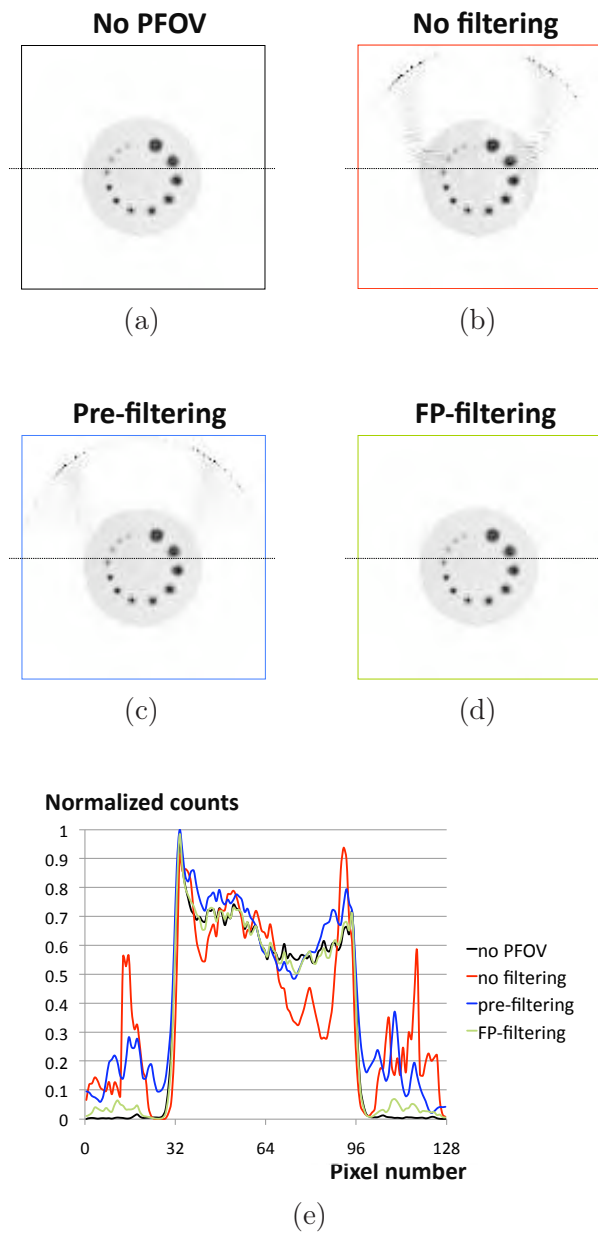 No PFOV
No filtering
(a)
(b)
Pre-filtering
FP-filtering
(c)
(d)
Normalized counts
1
0.9
0.8
0.7
0.6
0.5
0.4
0.3
0.2
0.1
0
no PFOV
no filtering
pre-filtering
FP-filtering
0 32 64 96 128
Pixel number
(e)